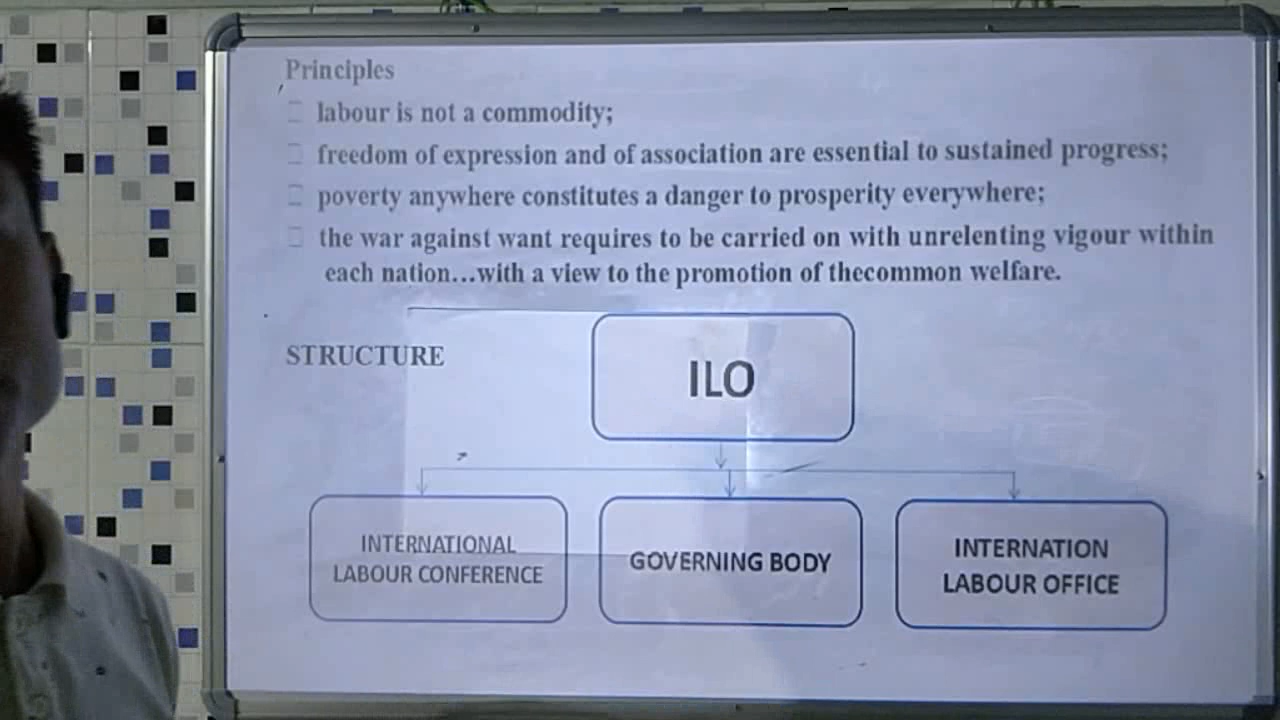 Principles
labour is not a commodity;
freedom of expression and of association are essential to sustained progress;
poverty anywhere constitutes a danger to prosperity everywhere;
the war against want requires to be carried on with unrelenting vigour within
each nation...with a view to the promotion of thecommon welfare.
STRUCTURE
ILO
INTERNATIONAL
LABOUR CONFERENCE
GOVERNING BODY
INTERNATION
LABOUR OFFICE